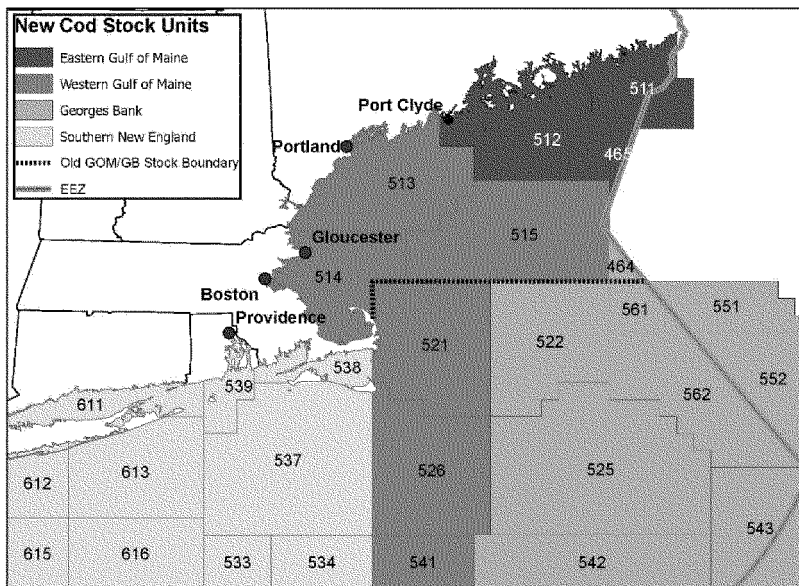 New Cod Stock Units
Eastern Gulf of Maine
Western Gulf of Maine
Georges Bank
Southern New England
Old GOM/GB Stock Boundary
EEZ
511
Port Clyde
512
465
Portland
513
515
Gloucester
464
514
Boston
561
551
Providence
521
522
538
552
539
562
611
537
526
525
612
613
543
615
616
533
534
541
542